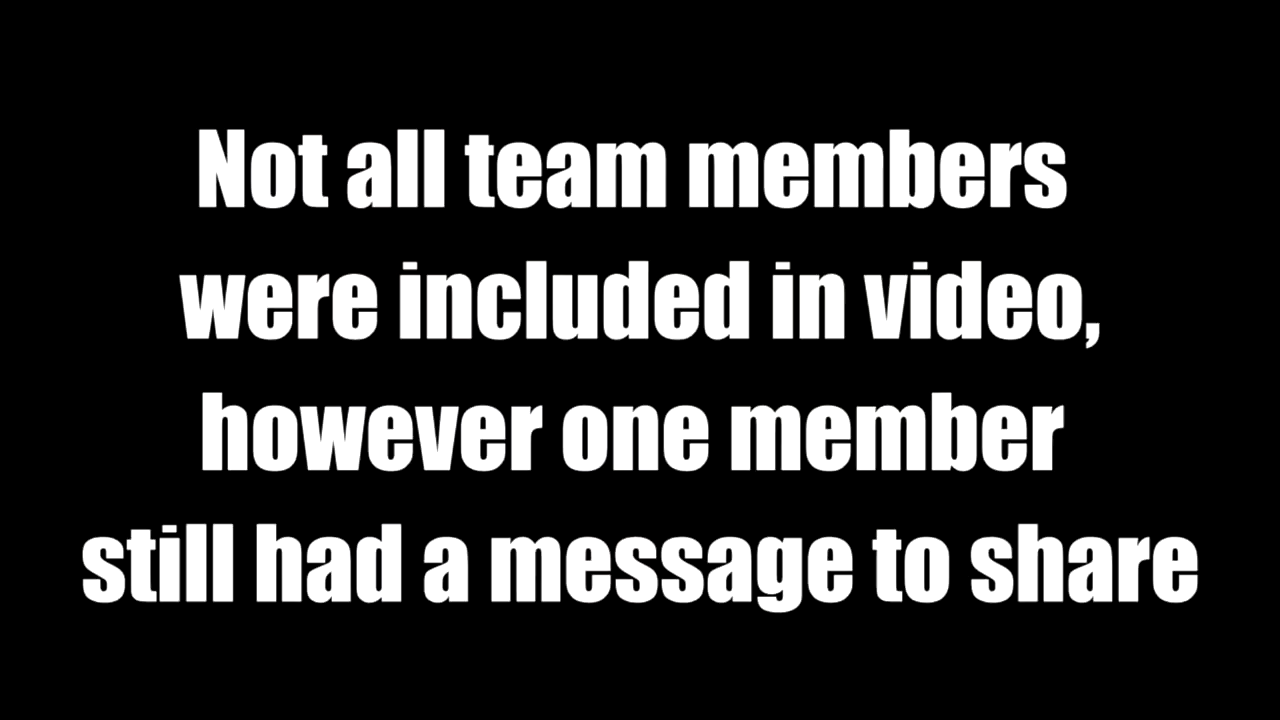 Not all team members
were included in video,
however one member
still had a message to share